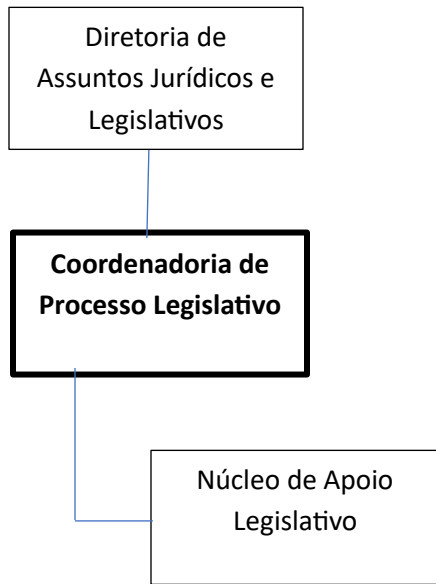 Diretoria de
Assuntos Jurídicos e
Legislativos
Coordenadoria de
Processo Legislativo
Núcleo de Apoio
Legislativo